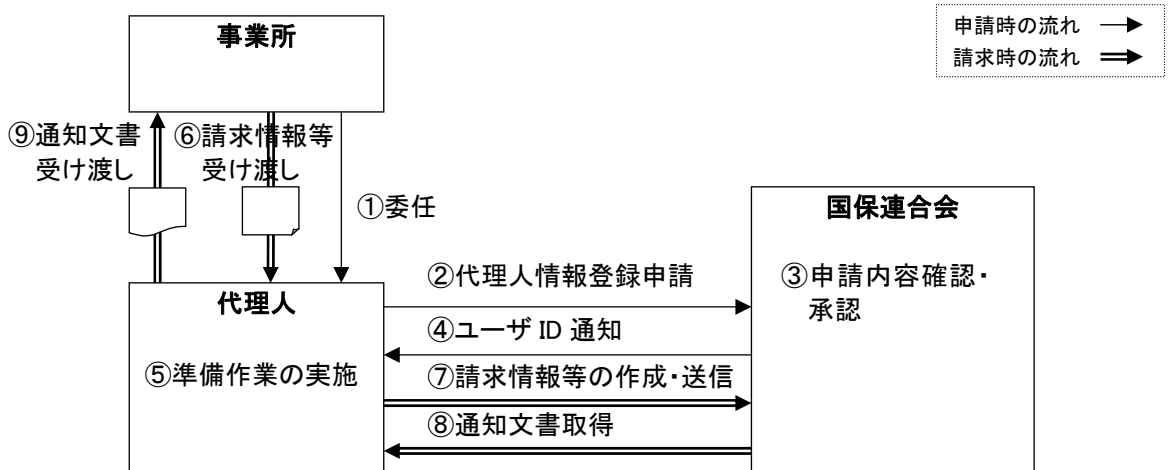 事業所
申請時の流れ
請求時の流れ
⑨通知文書
受け渡し
⑥請求情報等
受け渡し
①委任
国保連合会
③申請内容確認・
承認
②代理人情報登録申請
代理人
④ユーザ ID 通知
⑤準備作業の実施
⑦請求情報等の作成・送信
⑧通知文書取得